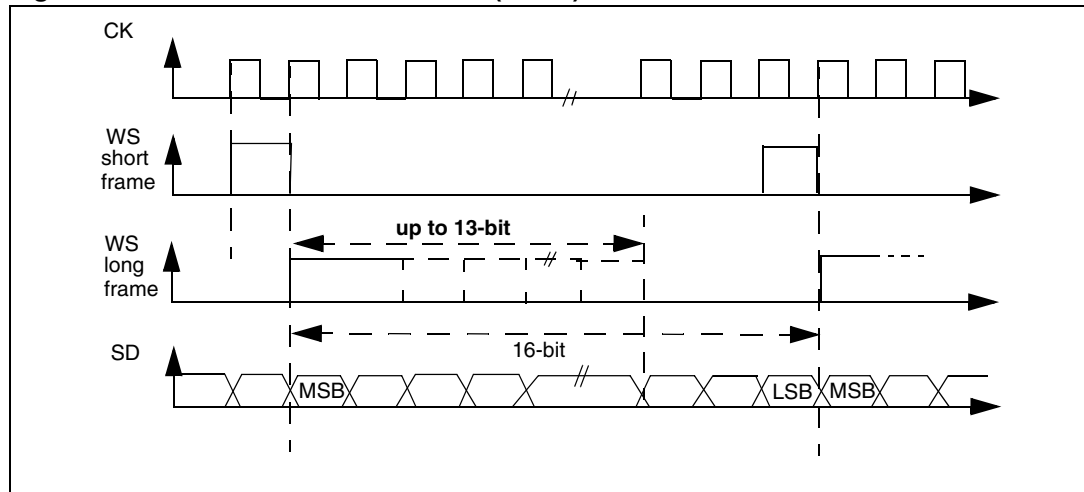 CK
WS
short
frame
up to 13-bit
WS
long
frame
16-bit
SD
MSB
LSB
MSB